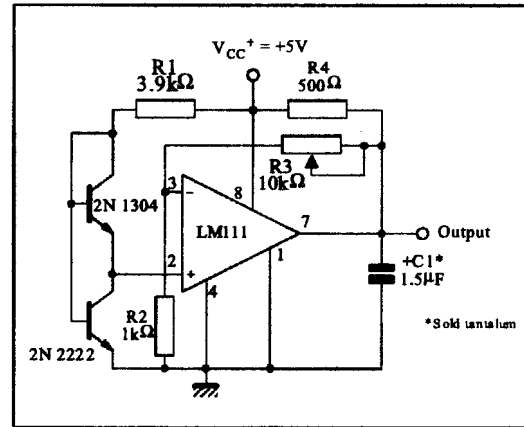 V_CC+ = +5V
R1
3.9kΩ
R4
500Ω
R3
10kΩ
3
-
8
2N 1304
LM111
7
Output
2
+
1
4
+C1*
1.5µF
R2
1kΩ
2N 2222
*Solid tantalum